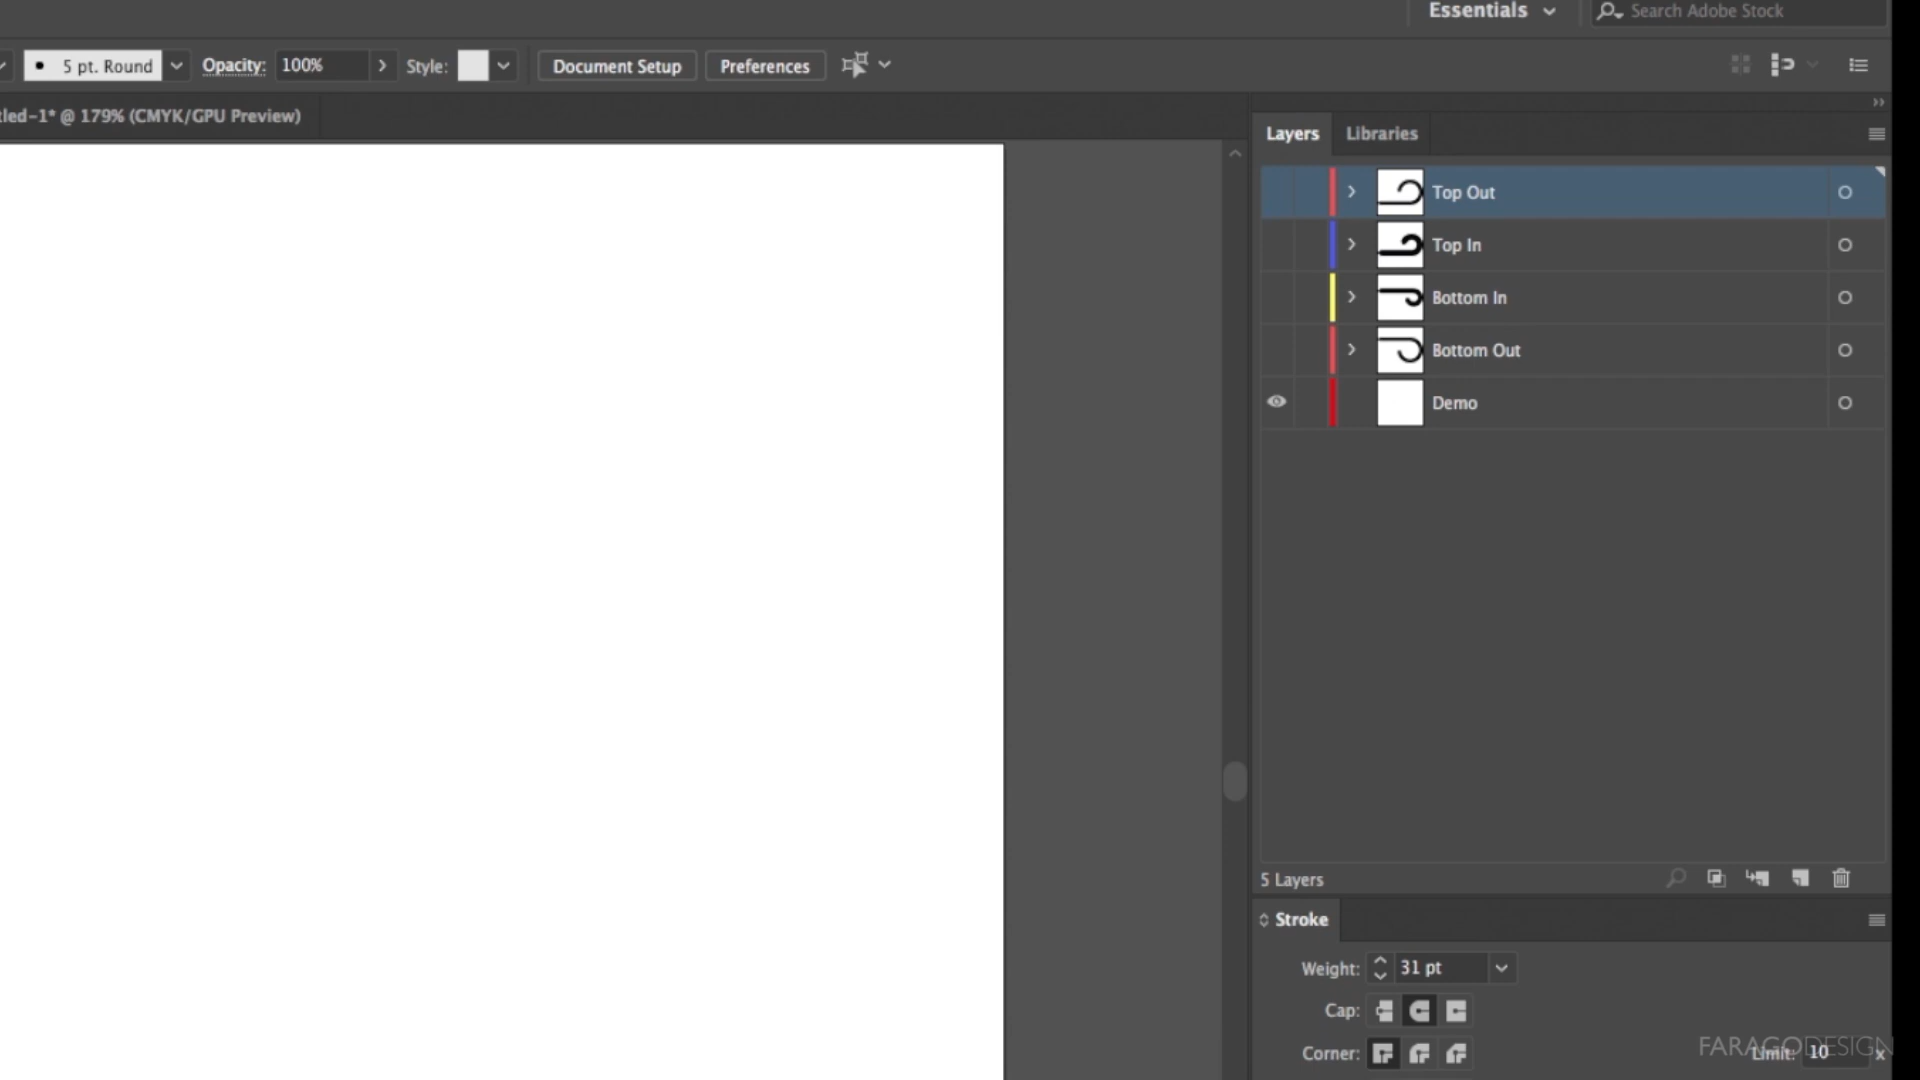 Essentials
Search Adobe Stock
5 pt. Round
Opacity: 100%
Style:
Document Setup
Preferences
tled-1* @ 179% (CMYK/GPU Preview)
Layers
Libraries
Top Out
Top In
Bottom In
Bottom Out
Demo
5 Layers
Stroke
Weight: 31 pt
Cap:
Corner:
Limit: 10 x
FARAGODESIGN